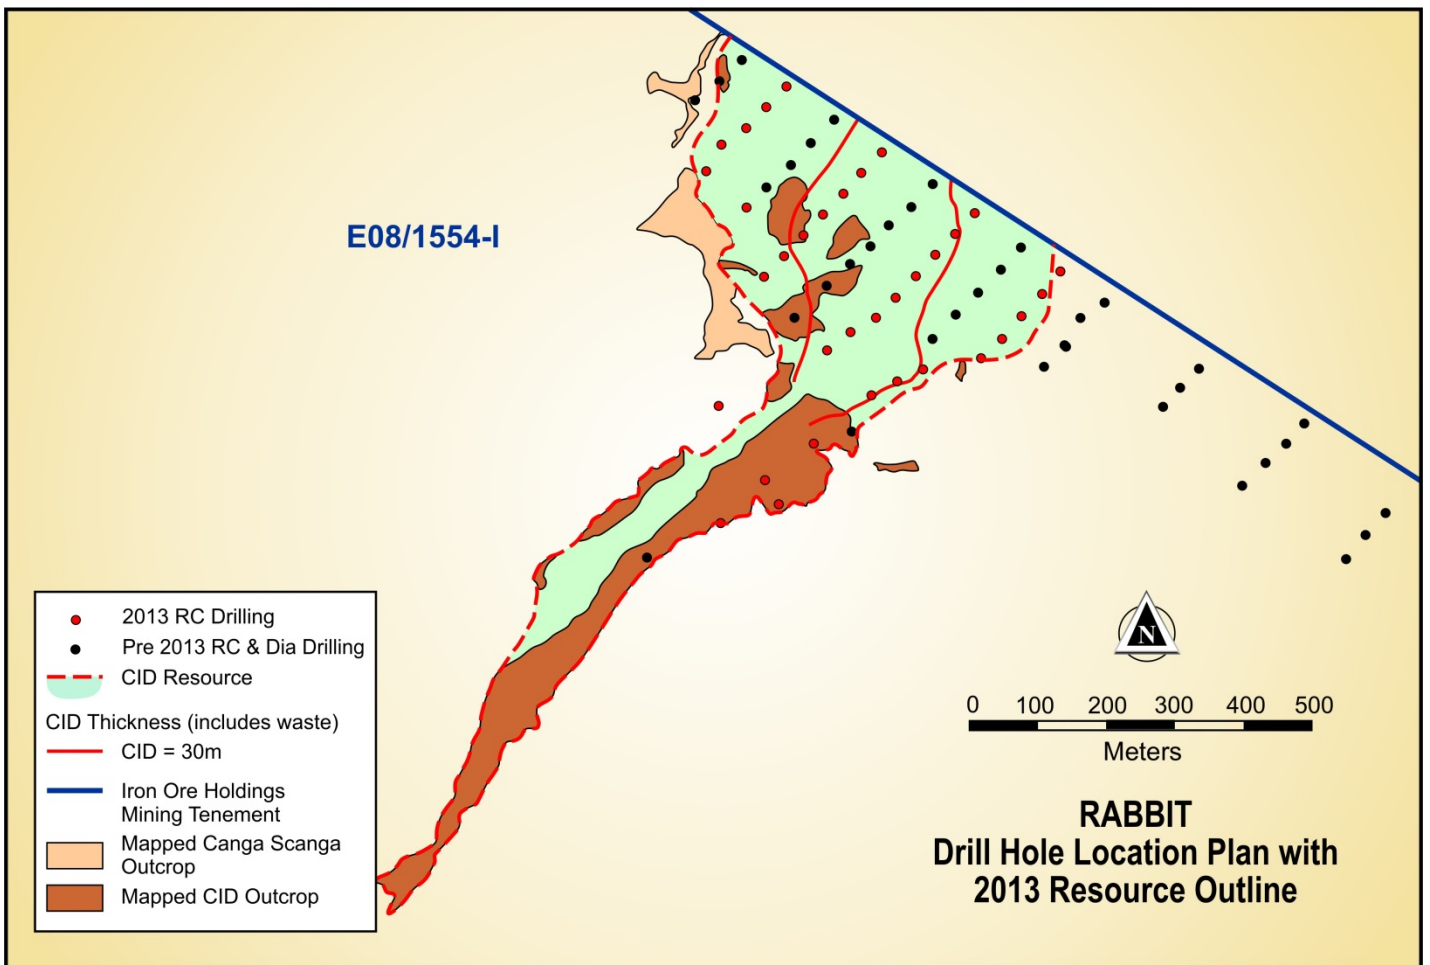 E08/1554-I
2013 RC Drilling
Pre 2013 RC & Dia Drilling
CID Resource
CID Thickness (includes waste)
CID = 30m
Iron Ore Holdings
Mining Tenement
Mapped Canga Scanga
Outcrop
Mapped CID Outcrop
N
0 100 200 300 400 500
Meters
RABBIT
Drill Hole Location Plan with
2013 Resource Outline